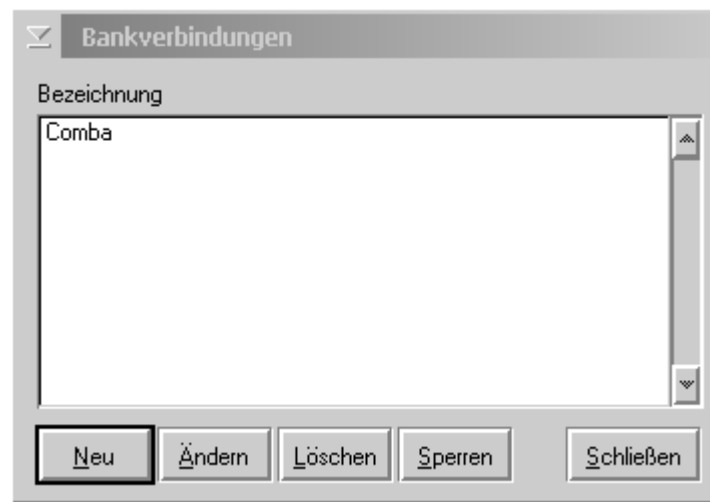 Bankverbindungen
Bezeichnung
Comba
Neu Ändern Löschen Sperren Schließen